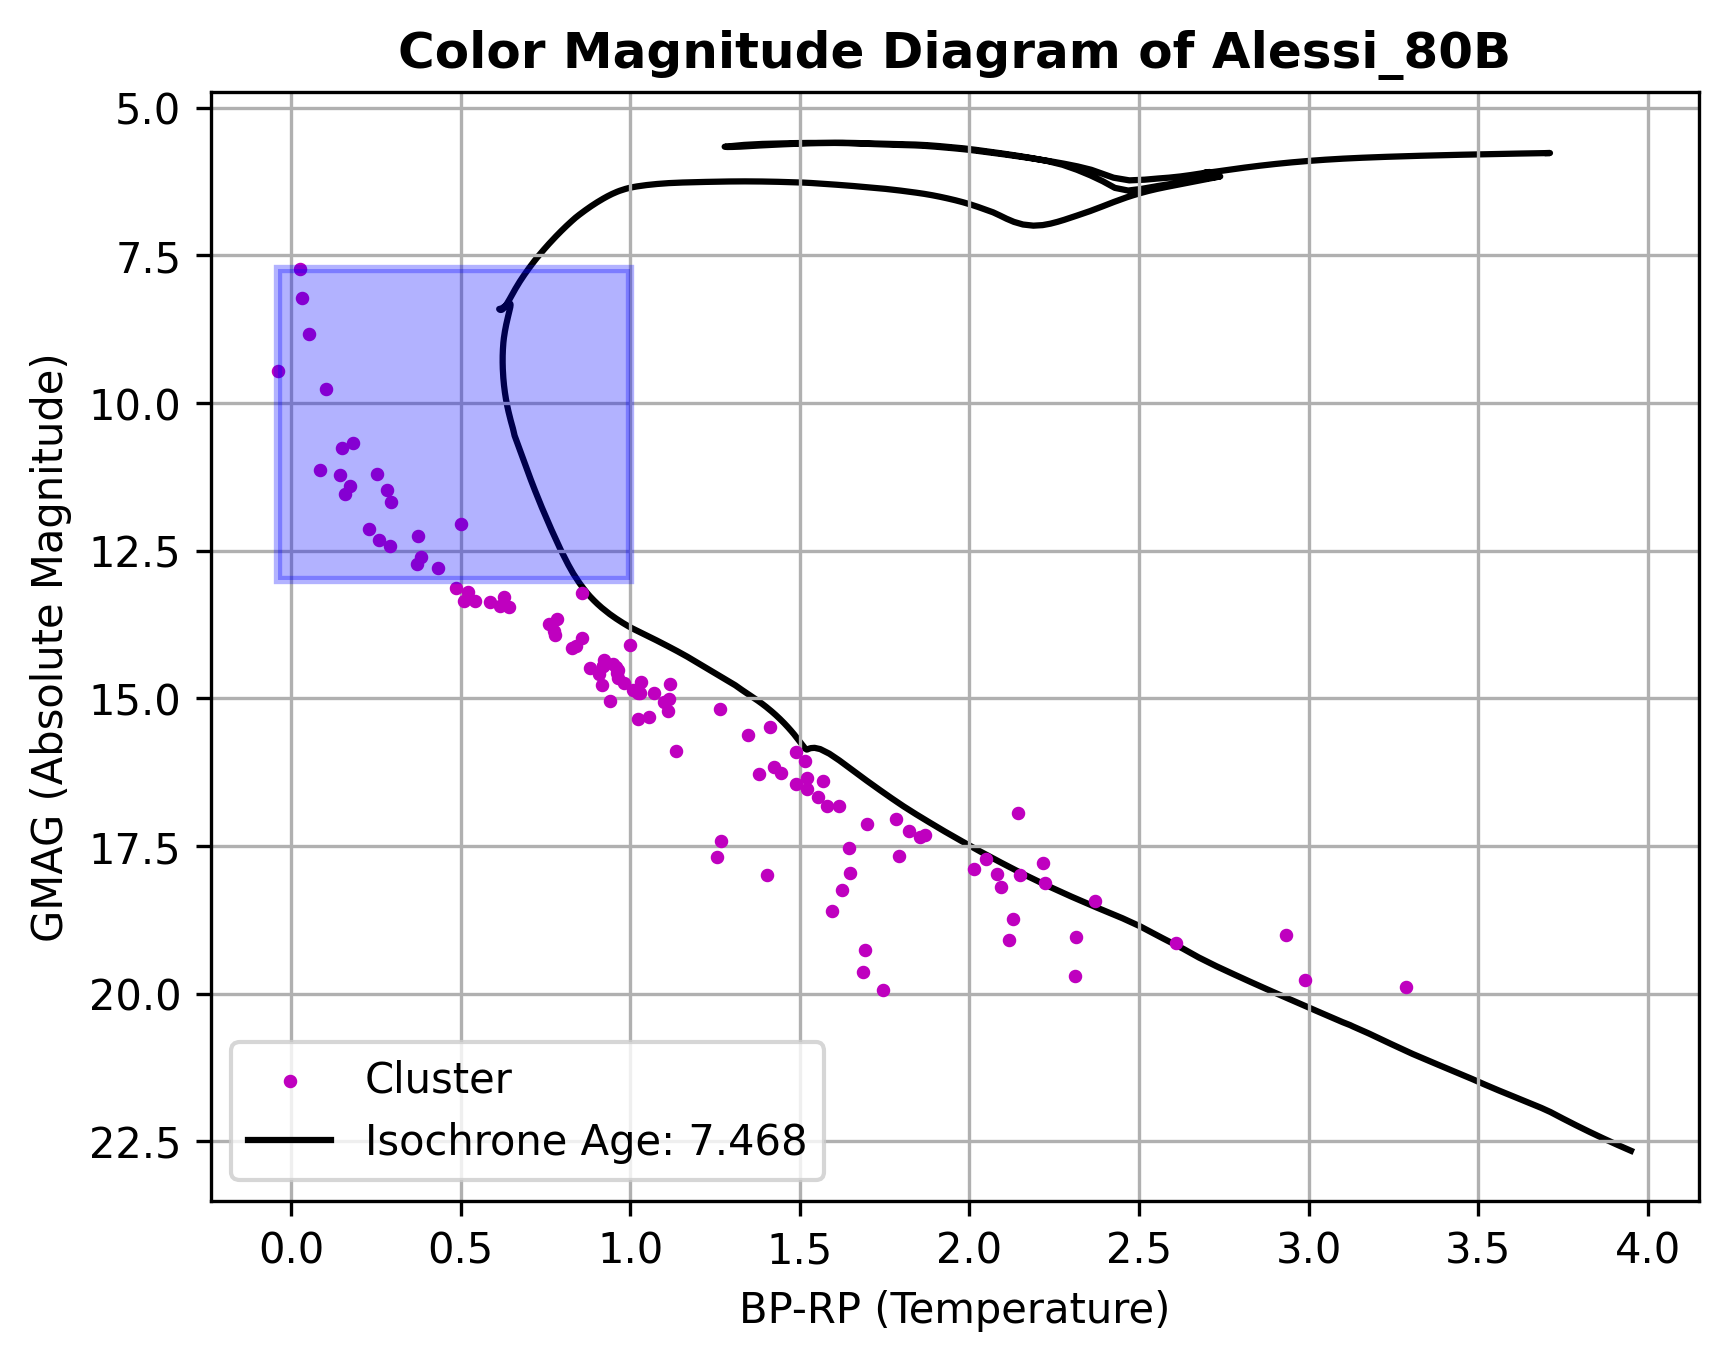 Color Magnitude Diagram of Alessi_80B
GMAG (Absolute Magnitude)
5.0
7.5
10.0
12.5
15.0
17.5
20.0
22.5
Cluster
Isochrone Age: 7.468
0.0 0.5 1.0 1.5 2.0 2.5 3.0 3.5 4.0
BP-RP (Temperature)